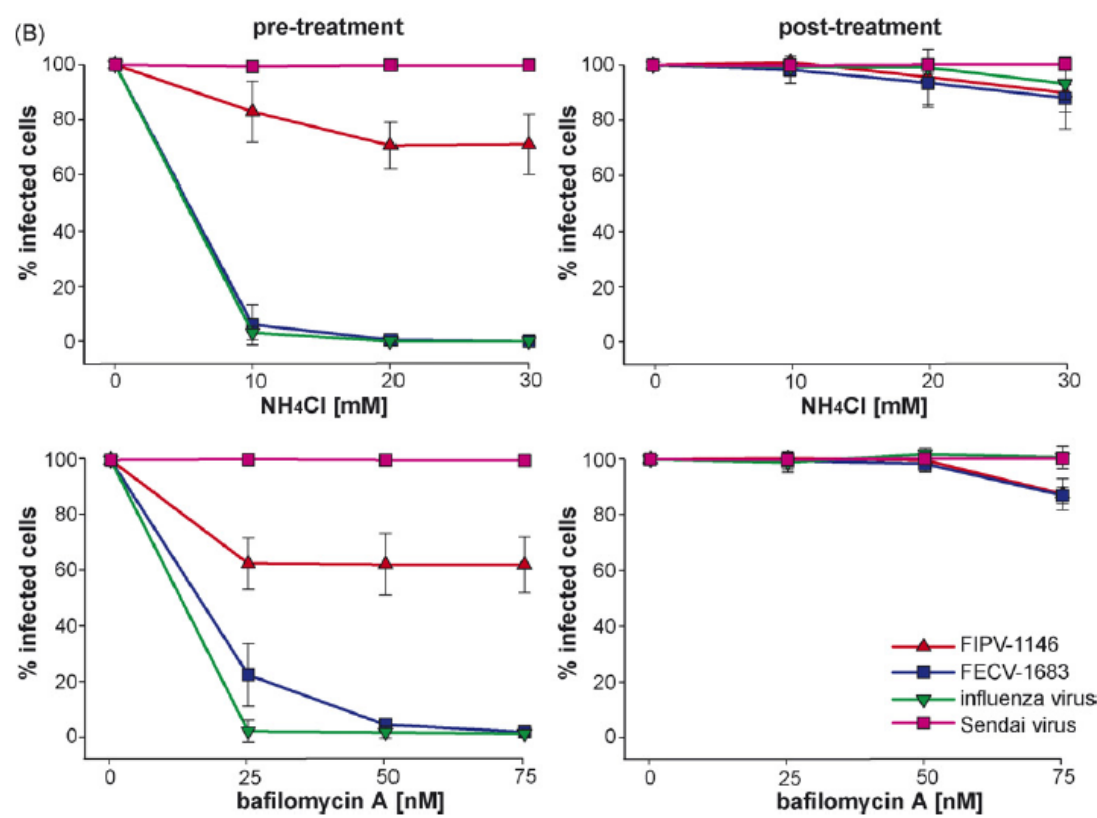 (B)
pre-treatment
post-treatment
% infected cells
100
80
60
40
20
0
0 10 20 30
NH4Cl [mM]
% infected cells
100
80
60
40
20
0
0 10 20 30
NH4Cl [mM]
% infected cells
100
80
60
40
20
0
0 25 50 75
bafilomycin A [nM]
% infected cells
100
80
60
40
20
0
0 25 50 75
bafilomycin A [nM]
FIPV-1146
FECV-1683
influenza virus
Sendai virus